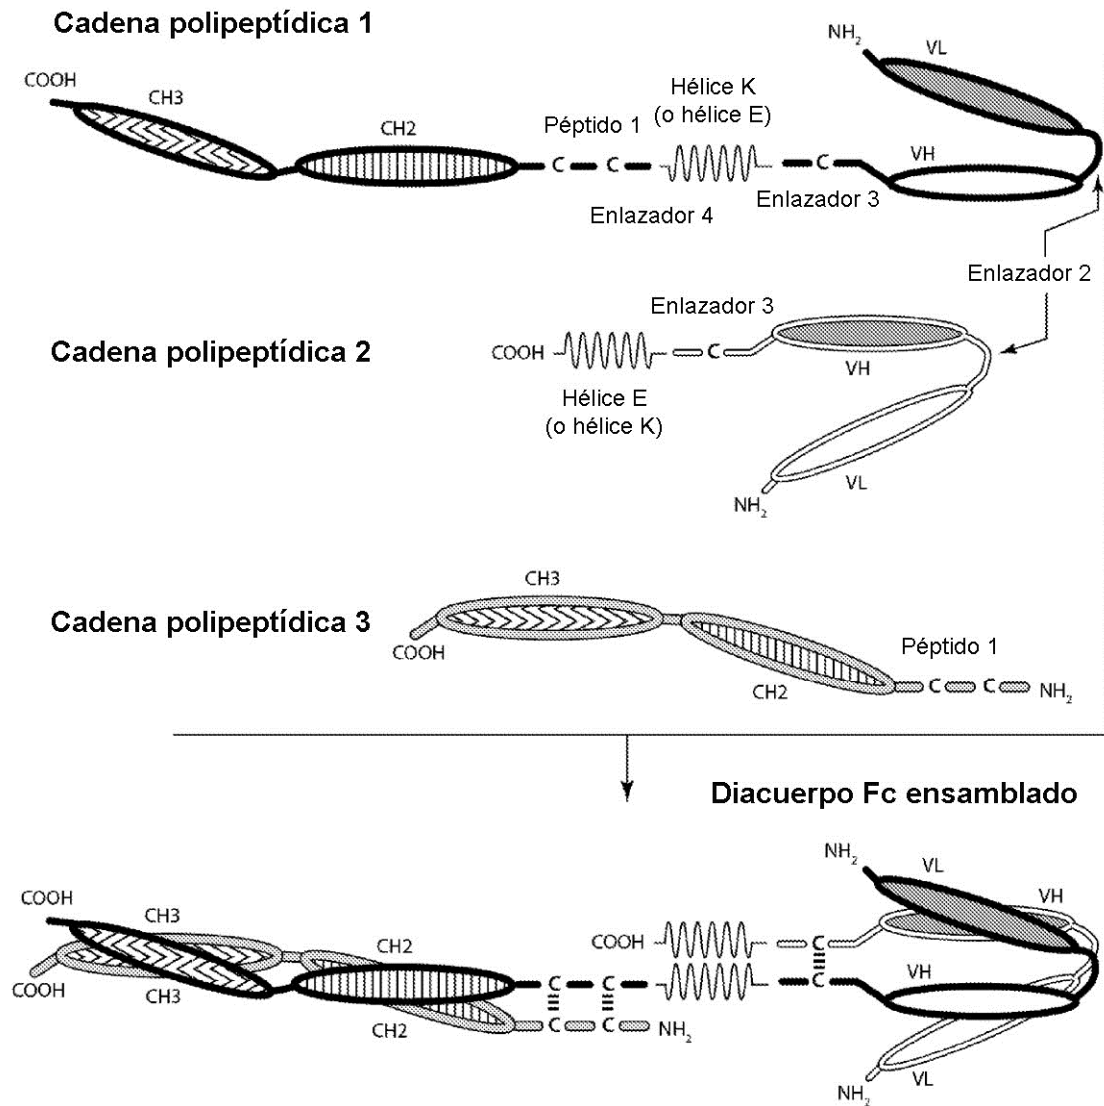 Cadena polipeptídica 1
NH2
VL
COOH
CH3
CH2
Péptido 1
Hélice K
(o hélice E)
VH
C C
C
Enlazador 4
Enlazador 3
Enlazador 2
Cadena polipeptídica 2
Enlazador 3
COOH
C
VH
Hélice E
(o hélice K)
VL
NH2
Cadena polipeptídica 3
CH3
COOH
CH2
Péptido 1
C C
NH2
Diacuerpo Fc ensamblado
NH2
VL
VH
COOH
CH3
CH2
COOH
C
VH
COOH
CH3
CH2
C C
C
C C
NH2
VL
NH2